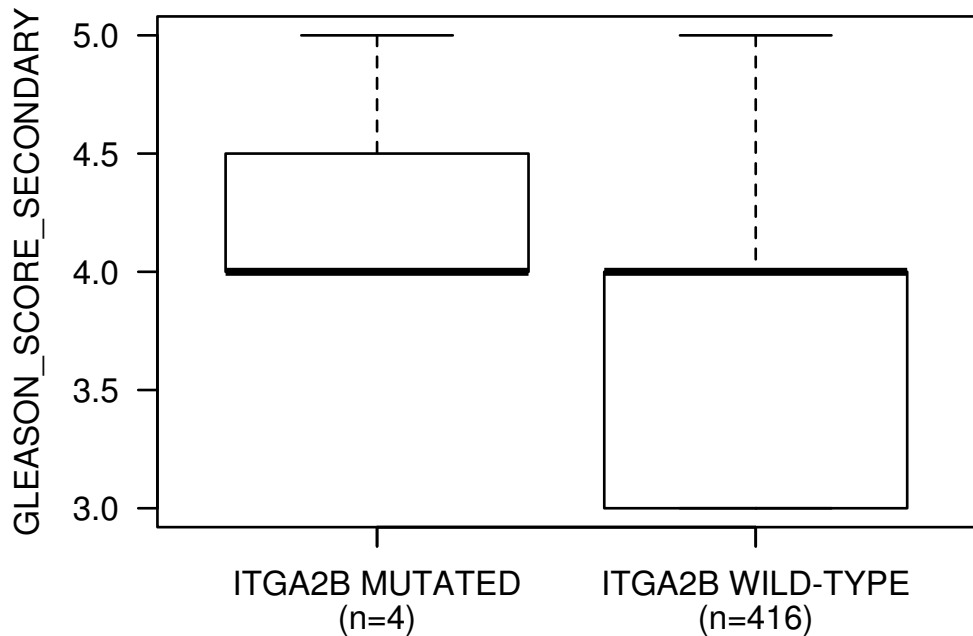 GLEASON_SCORE_SECONDARY
5.0
4.5
4.0
3.5
3.0
ITGA2B MUTATED
(n=4)
ITGA2B WILD-TYPE
(n=416)